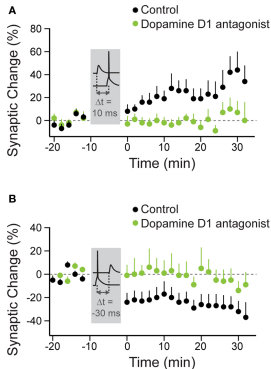 A
Control
Dopamine D1 antagonist
Synaptic Change (%)
80
60
40
20
0
-20
Δt =
10 ms
-20 -10 0 10 20 30
Time (min)
B
Control
Dopamine D1 antagonist
Synaptic Change (%)
40
20
0
-20
-40
Δt =
-30 ms
-20 -10 0 10 20 30
Time (min)